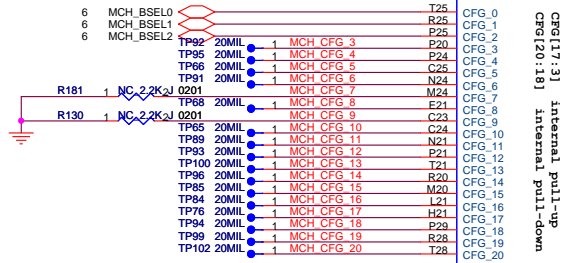 6 MCH_BSEL0 T25 CFG_0
6 MCH_BSEL1 R25 CFG_1
6 MCH_BSEL2 P25 CFG_2
TP92 20MIL 1 MCH_CFG_3 P20 CFG_3
TP95 20MIL 1 MCH_CFG_4 P24 CFG_4
TP66 20MIL 1 MCH_CFG_5 C25 CFG_5
TP91 20MIL 1 MCH_CFG_6 N24 CFG_6
R181 1 NC_2.2K_J 2 0201 MCH_CFG_7 M24 CFG_7
TP68 20MIL 1 MCH_CFG_8 E21 CFG_8
R130 1 NC_2.2K_J 2 0201 MCH_CFG_9 C23 CFG_9
TP65 20MIL 1 MCH_CFG_10 C24 CFG_10
TP89 20MIL 1 MCH_CFG_11 N21 CFG_11
TP93 20MIL 1 MCH_CFG_12 P21 CFG_12
TP100 20MIL 1 MCH_CFG_13 T21 CFG_13
TP96 20MIL 1 MCH_CFG_14 R20 CFG_14
TP85 20MIL 1 MCH_CFG_15 M20 CFG_15
TP84 20MIL 1 MCH_CFG_16 L21 CFG_16
TP76 20MIL 1 MCH_CFG_17 H21 CFG_17
TP94 20MIL 1 MCH_CFG_18 P29 CFG_18
TP99 20MIL 1 MCH_CFG_19 R28 CFG_19
TP102 20MIL 1 MCH_CFG_20 T28 CFG_20
CFG[17:3] internal pull-up
CFG[20:18] internal pull-down